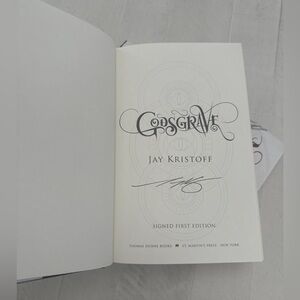 GODSGRAVE
JAY KRISTOFF
SIGNED FIRST EDITION
THOMAS DUNNE BOOKS ST. MARTIN'S PRESS NEW YORK